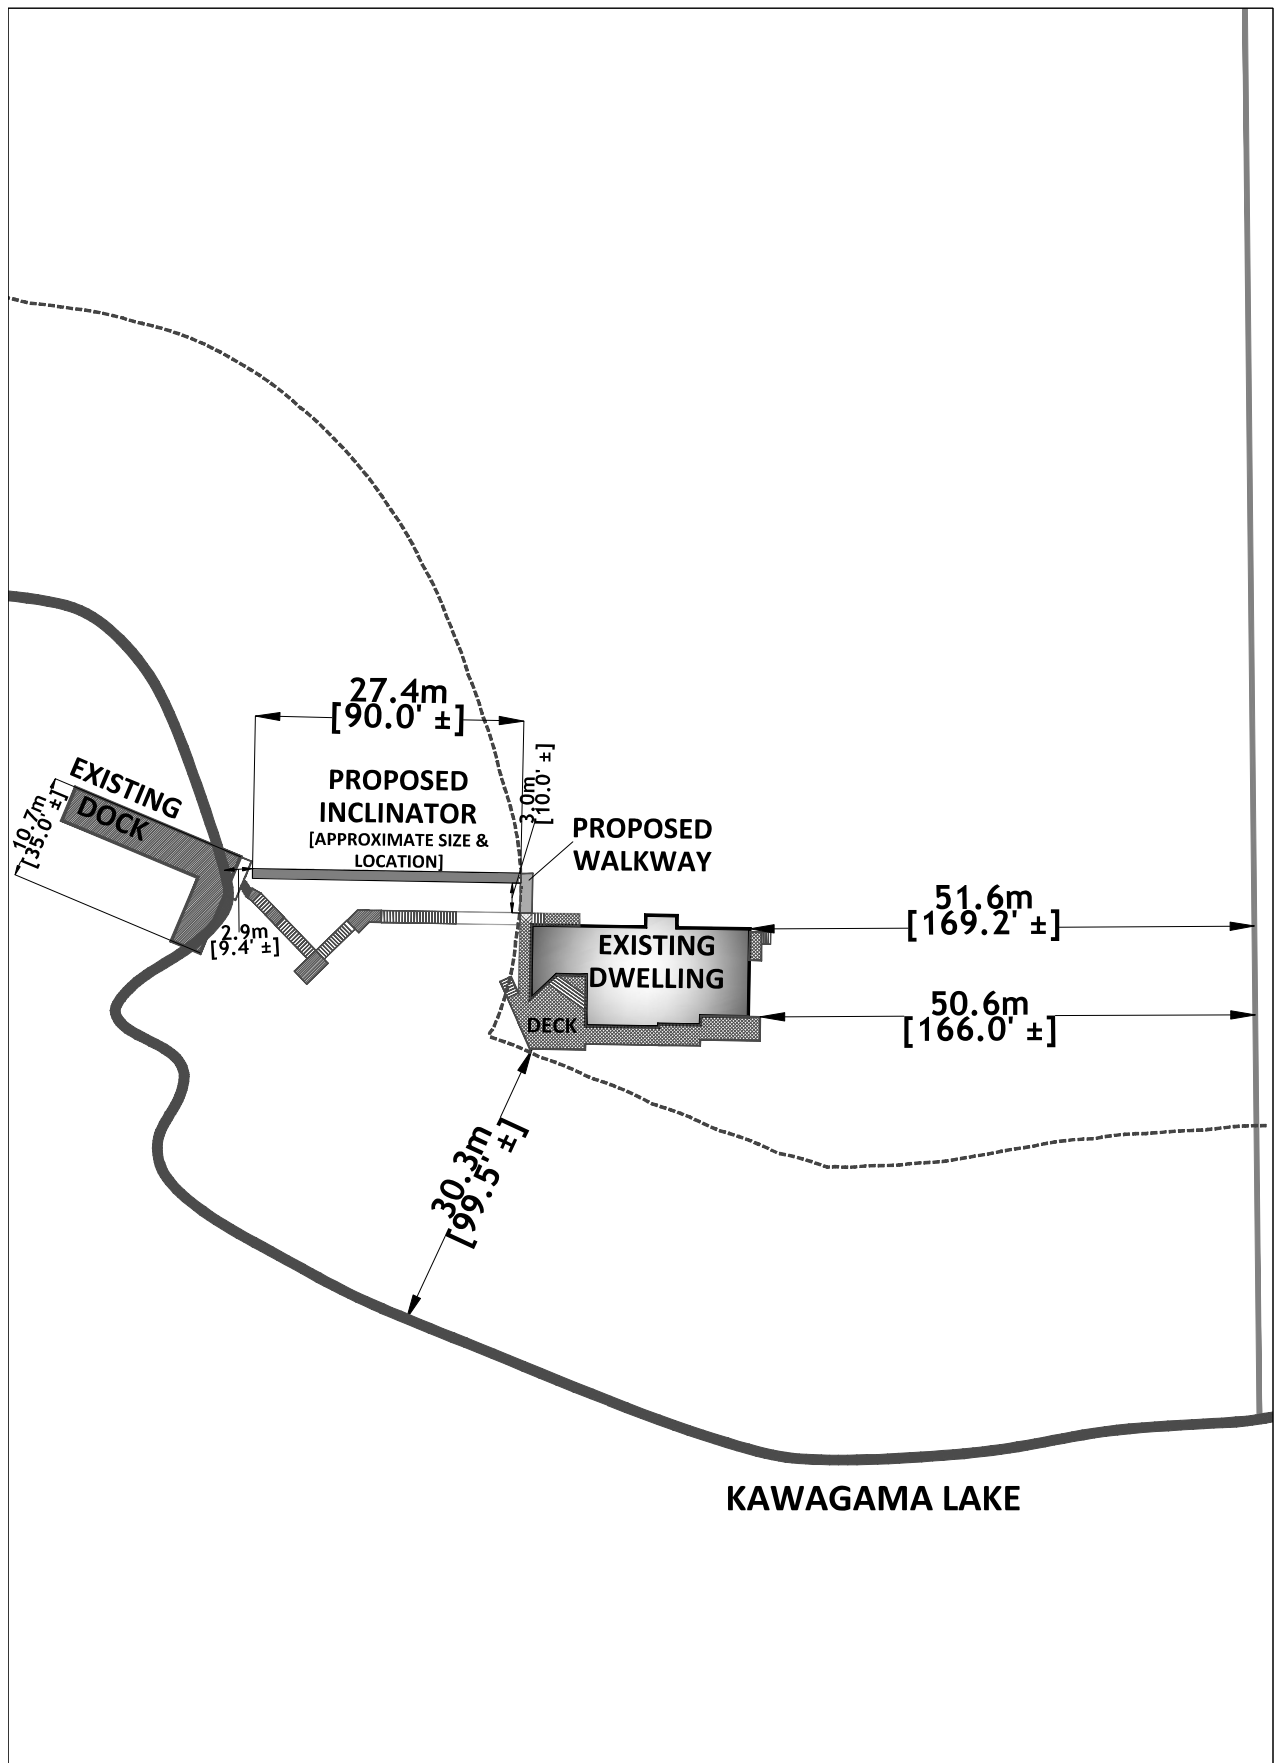 27.4m
[90.0' ±]
EXISTING
DOCK
10.7m
[35.0' ±]
PROPOSED
INCLINATOR
[APPROXIMATE SIZE &
LOCATION]
3.0m
[10.0' ±]
PROPOSED
WALKWAY
2.9m
[9.4' ±]
EXISTING
DWELLING
DECK
51.6m
[169.2' ±]
50.6m
[166.0' ±]
30.3m
[99.5' ±]
KAWAGAMA LAKE